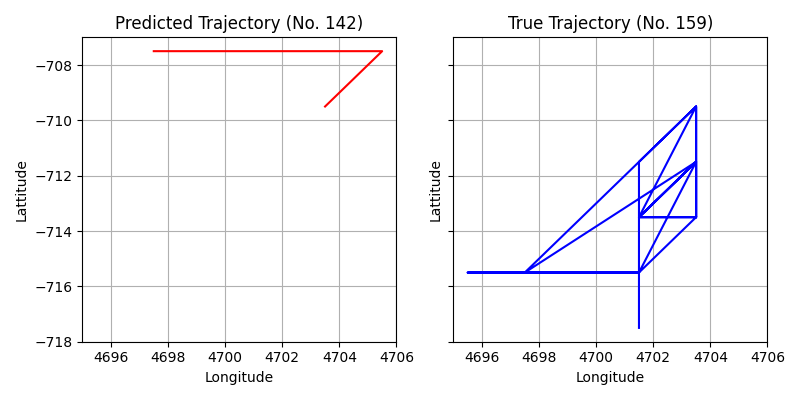 Predicted Trajectory (No. 142)
True Trajectory (No. 159)
−708
−710
−712
−714
−716
−718
Lattitude
Lattitude
4696 4698 4700 4702 4704 4706
4696 4698 4700 4702 4704 4706
Longitude
Longitude